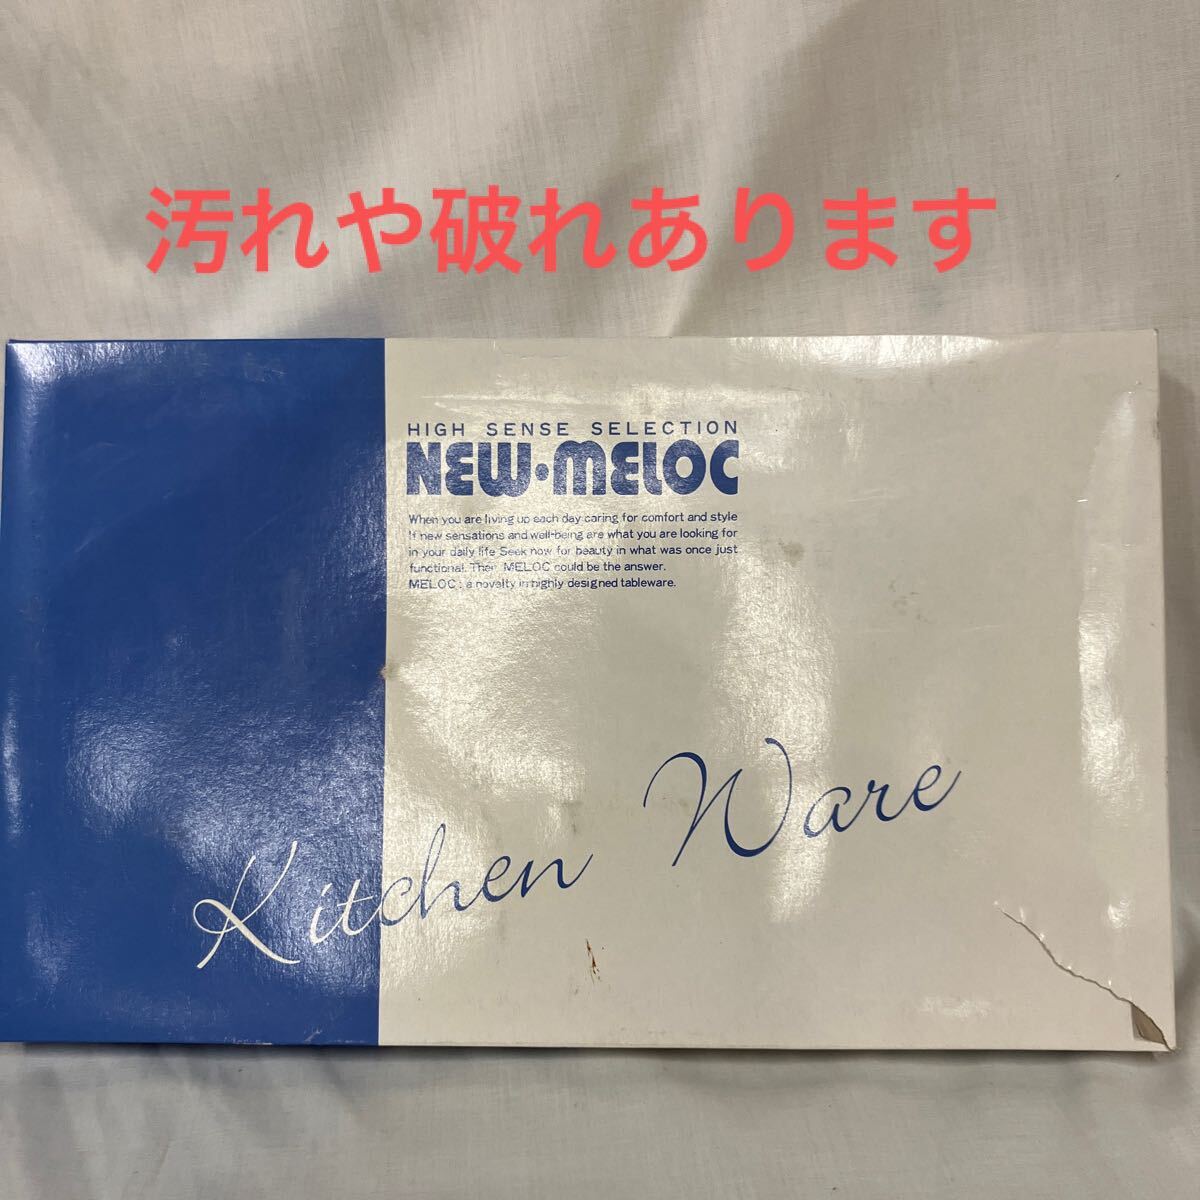 汚れや破れあります
HIGH SENSE SELECTION
NEW・MELOC
When you are living up each day caring for comfort and style
If new sensations and well-being are what you are looking for
in your daily life Seek now for beauty in what was once just
functional. Then MELOC could be the answer.
MELOC : a novelty in highly designed tableware.
Kitchen Ware